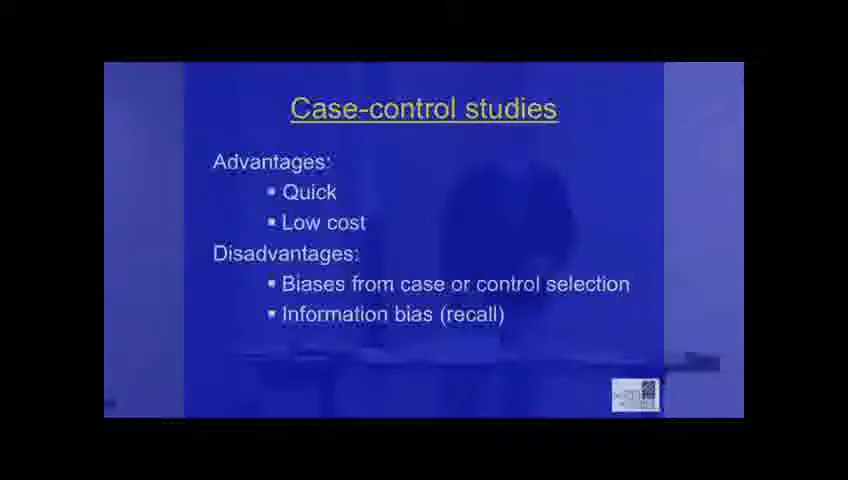 Case-control studies
Advantages:
▪ Quick
▪ Low cost
Disadvantages:
▪ Biases from case or control selection
▪ Information bias (recall)